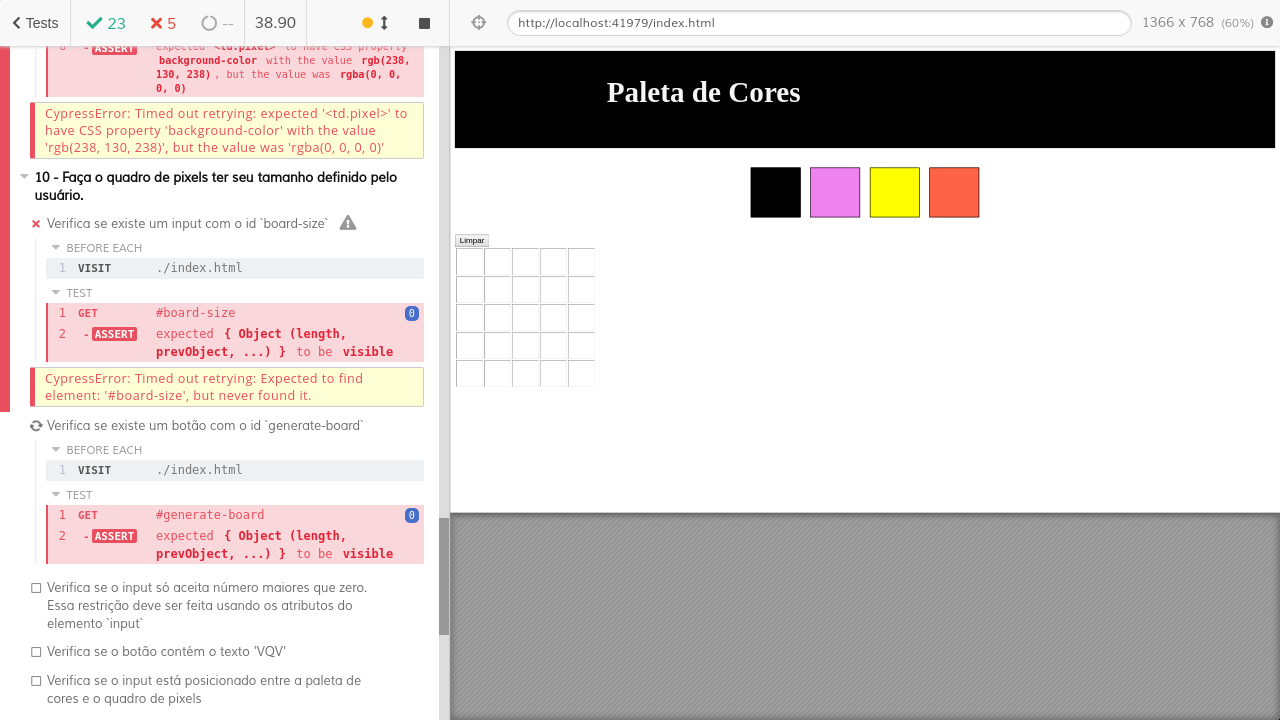 Tests 23 5 -- 38.90
http://localhost:41979/index.html 1366 x 768 (60%)
6 - ASSERT expected <td.pixel> to have CSS property
background-color with the value rgb(238,
130, 238) , but the value was rgba(0, 0,
0, 0)
CypressError: Timed out retrying: expected '<td.pixel>' to
have CSS property 'background-color' with the value
'rgb(238, 130, 238)', but the value was 'rgba(0, 0, 0, 0)'
10 - Faça o quadro de pixels ter seu tamanho definido pelo
usuário.
Verifica se existe um input com o id `board-size`
BEFORE EACH
1 VISIT ./index.html
TEST
1 GET #board-size 0
2 - ASSERT expected { Object (length,
prevObject, ...) } to be visible
CypressError: Timed out retrying: Expected to find
element: '#board-size', but never found it.
Verifica se existe um botão com o id `generate-board`
BEFORE EACH
1 VISIT ./index.html
TEST
1 GET #generate-board 0
2 - ASSERT expected { Object (length,
prevObject, ...) } to be visible
Verifica se o input só aceita número maiores que zero.
Essa restrição deve ser feita usando os atributos do
elemento `input`
Verifica se o botão contém o texto 'VQV'
Verifica se o input está posicionado entre a paleta de
cores e o quadro de pixels
Paleta de Cores
Limpar